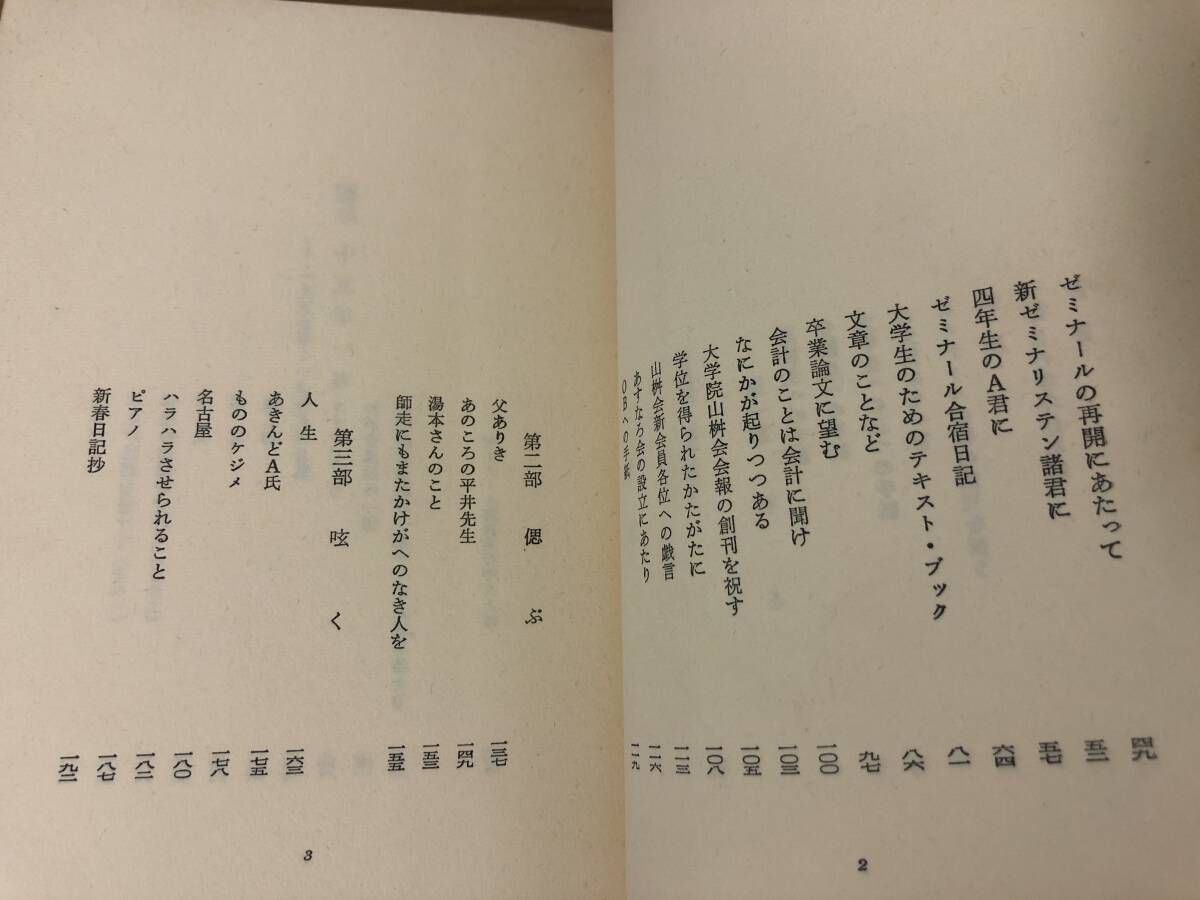 ゼミナールの再開にあたって 四九
新ゼミナリステン諸君に 五二
四年生のA君に 五七
ゼミナール合宿日記 六四
大学生のためのテキスト・ブック 八一
文章のことなど 八六
卒業論文に望む 九七
会計のことは会計に聞け 一〇〇
なにかが起りつつある 一〇三
大学院山桝会会報の創刊を祝す 一〇五
学位を得られたかたがたに 一〇八
山桝会新会員各位への戯言 一一三
あすなろ会の設立にあたり 一一六
OBへの手紙 一一九
2
第二部 偲ぶ
父ありき 一三七
あのころの平井先生 一四九
湯本さんのこと 一五三
師走にもまたかけがへのなき人を 一五五
第三部 呟く
人生 一六三
あきんどA氏 一七五
もののケジメ 一七八
名古屋 一八〇
ハラハラさせられること 一八二
ピアノ 一八七
新春日記抄 一九二
3